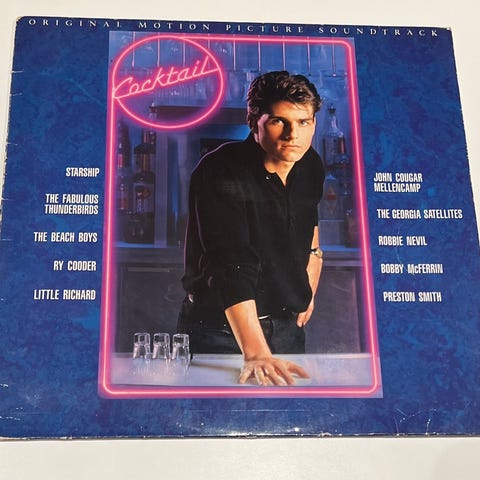 ORIGINAL MOTION PICTURE SOUNDTRACK
Cocktail
STARSHIP
THE FABULOUS
THUNDERBIRDS
THE BEACH BOYS
RY COODER
LITTLE RICHARD
JOHN COUGAR
MELLENCAMP
THE GEORGIA SATELLITES
ROBBIE NEVIL
BOBBY McFERRIN
PRESTON SMITH